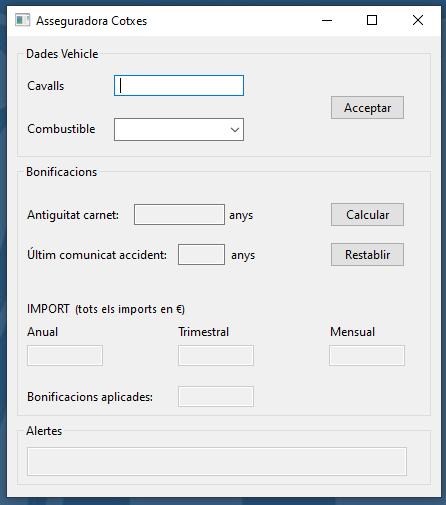 Asseguradora Cotxes
Dades Vehicle
Cavalls
Acceptar
Combustible
Bonificacions
Antiguitat carnet: anys Calcular
Últim comunicat accident: anys Restablir
IMPORT (tots els imports en €)
Anual Trimestral Mensual
Bonificacions aplicades:
Alertes